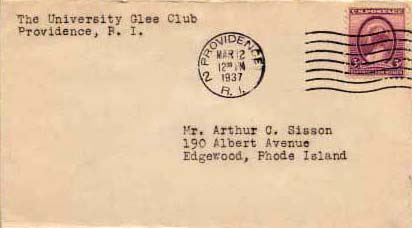 The University Glee Club
Providence, R. I.
U.S. POSTAGE
2 PROVIDENCE
MAR 12
12 M
1937
R. I.
3
Mr. Arthur C. Sisson
190 Albert Avenue
Edgewood, Rhode Island